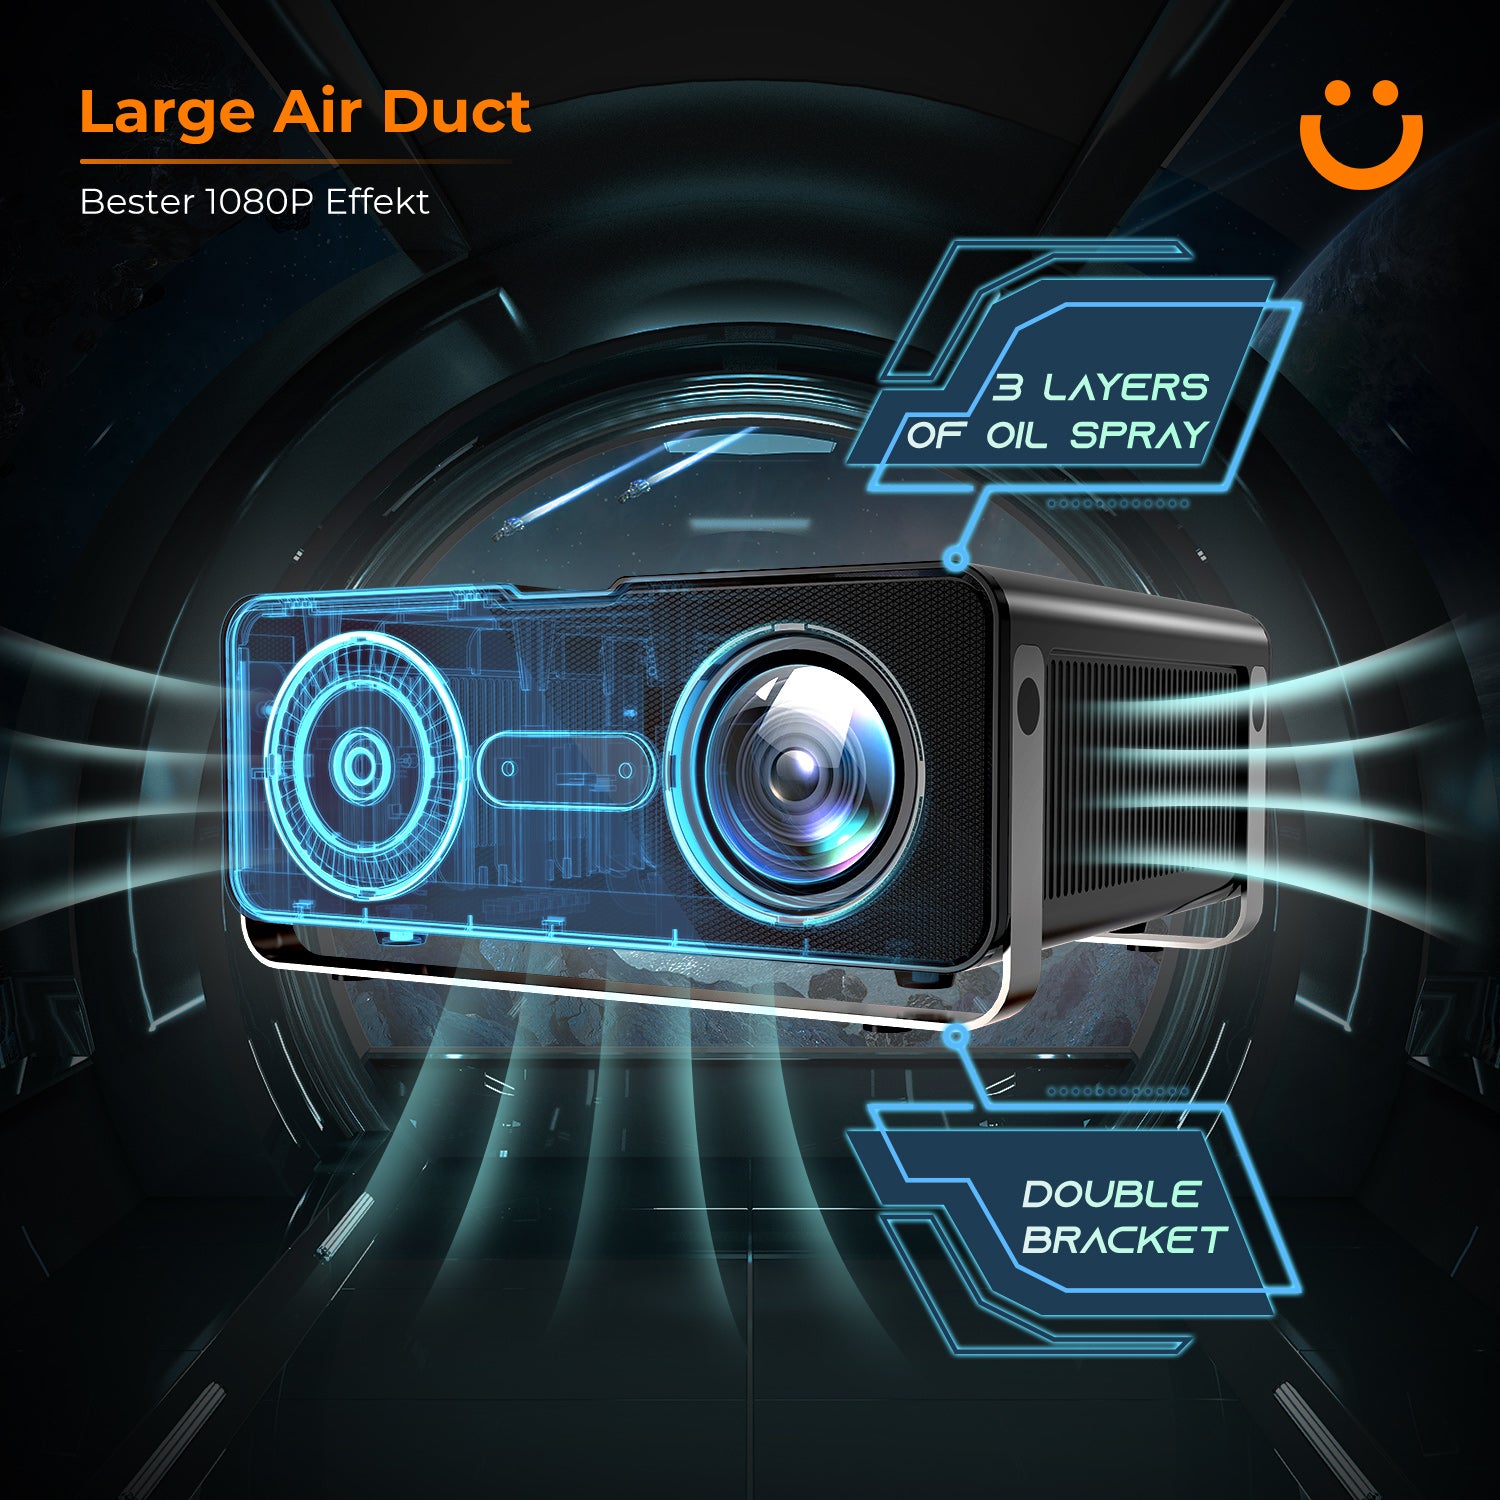 Large Air Duct
Bester 1080P Effekt
3 LAYERS
OF OIL SPRAY
DOUBLE
BRACKET